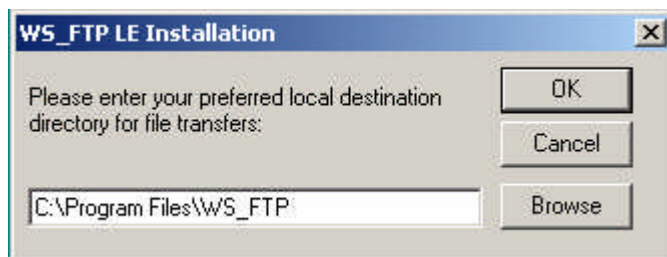 WS_FTP LE Installation
Please enter your preferred local destination
directory for file transfers:
OK
Cancel
C:\Program Files\WS_FTP
Browse